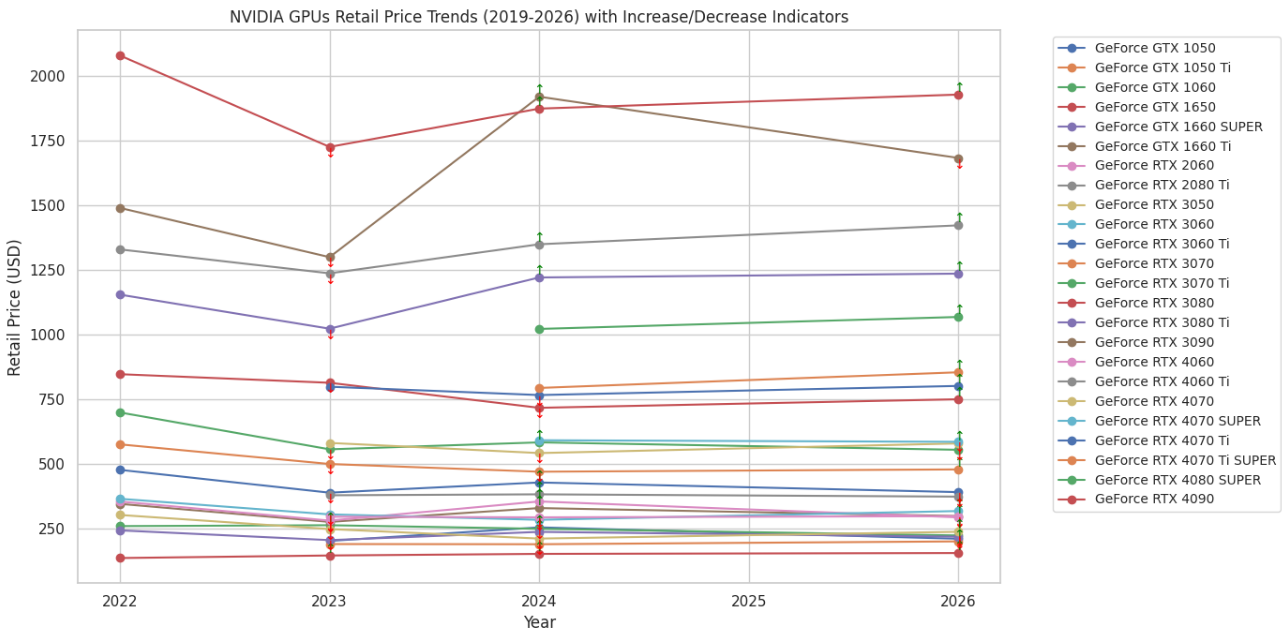 NVIDIA GPUs Retail Price Trends (2019-2026) with Increase/Decrease Indicators
Retail Price (USD)
2000
1750
1500
1250
1000
750
500
250
2022
2023
2024
2025
2026
Year
GeForce GTX 1050
GeForce GTX 1050 Ti
GeForce GTX 1060
GeForce GTX 1650
GeForce GTX 1660 SUPER
GeForce GTX 1660 Ti
GeForce RTX 2060
GeForce RTX 2080 Ti
GeForce RTX 3050
GeForce RTX 3060
GeForce RTX 3060 Ti
GeForce RTX 3070
GeForce RTX 3070 Ti
GeForce RTX 3080
GeForce RTX 3080 Ti
GeForce RTX 3090
GeForce RTX 4060
GeForce RTX 4060 Ti
GeForce RTX 4070
GeForce RTX 4070 SUPER
GeForce RTX 4070 Ti
GeForce RTX 4070 Ti SUPER
GeForce RTX 4080 SUPER
GeForce RTX 4090